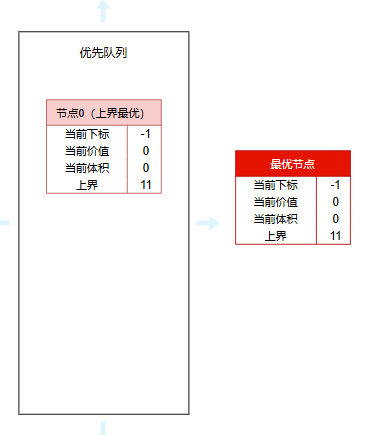 优先队列
节点0（上界最优）
当前下标 -1
当前价值 0
当前体积 0
上界 11
最优节点
当前下标 -1
当前价值 0
当前体积 0
上界 11